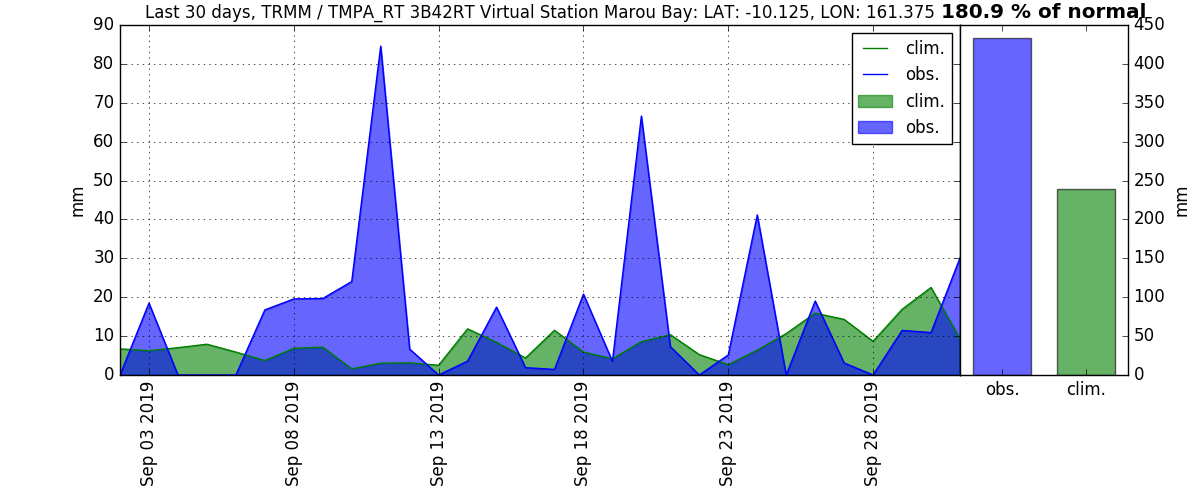 Last 30 days, TRMM / TMPA_RT 3B42RT Virtual Station Marou Bay: LAT: -10.125, LON: 161.375 180.9 % of normal
90
80
70
60
50
40
30
20
10
0
mm
clim.
obs.
clim.
obs.
450
400
350
300
250
200
150
100
50
0
mm
obs. clim.
Sep 03 2019
Sep 08 2019
Sep 13 2019
Sep 18 2019
Sep 23 2019
Sep 28 2019